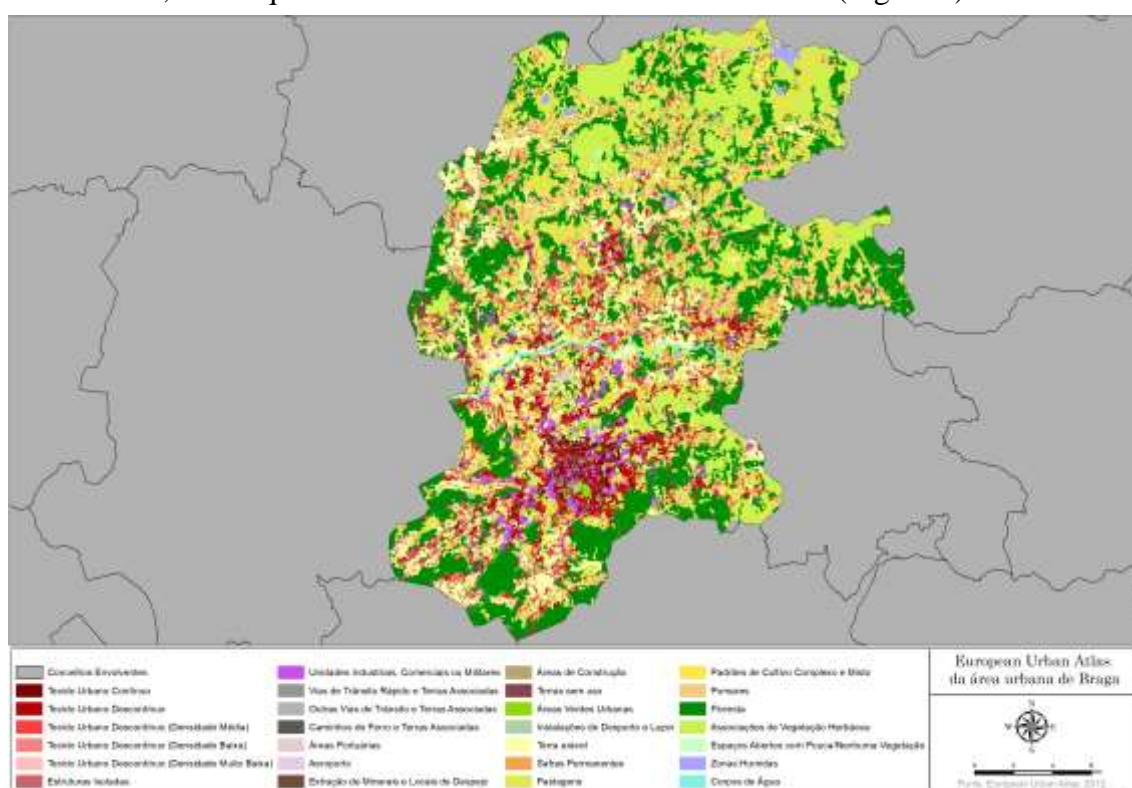 Concelhos Envolventes
Tecido Urbano Contínuo
Tecido Urbano Descontínuo
Tecido Urbano Descontínuo (Densidade Média)
Tecido Urbano Descontínuo (Densidade Baixa)
Tecido Urbano Descontínuo (Densidade Muito Baixa)
Estruturas Isoladas
Unidades Industriais, Comerciais ou Militares
Vias de Trânsito Rápido e Terras Associadas
Outras Vias de Trânsito e Terras Associadas
Caminhos de Ferro e Terras Associadas
Áreas Portuárias
Aeroporto
Extração de Minerais e Locais de Despejo
Áreas de Construção
Terras sem uso
Áreas Verdes Urbanas
Instalações de Desporto e Lazer
Terra arável
Safras Permanentes
Pastagens
Padrões de Cultivo Complexo e Misto
Pomares
Floresta
Associações de Vegetação Herbácea
Espaços Abertos com Pouca/Nenhuma Vegetação
Zonas Húmidas
Corpos de Água
European Urban Atlas
da área urbana de Braga
N
W E
S
Fonte: European Urban Atlas, 2012